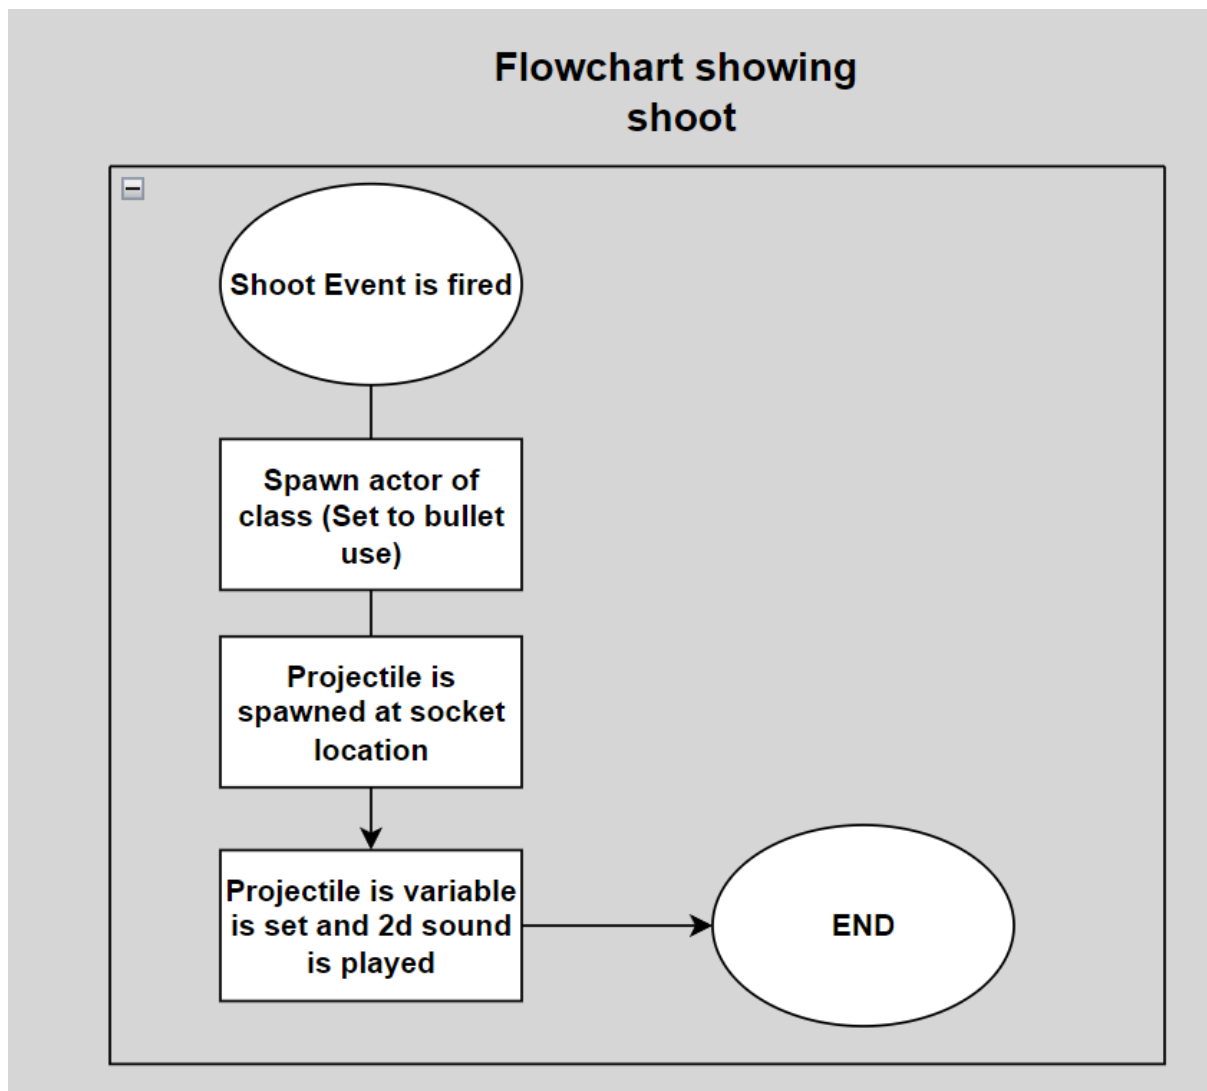 Flowchart showing
shoot
Shoot Event is fired
Spawn actor of
class (Set to bullet
use)
Projectile is
spawned at socket
location
Projectile is variable
is set and 2d sound
is played
END